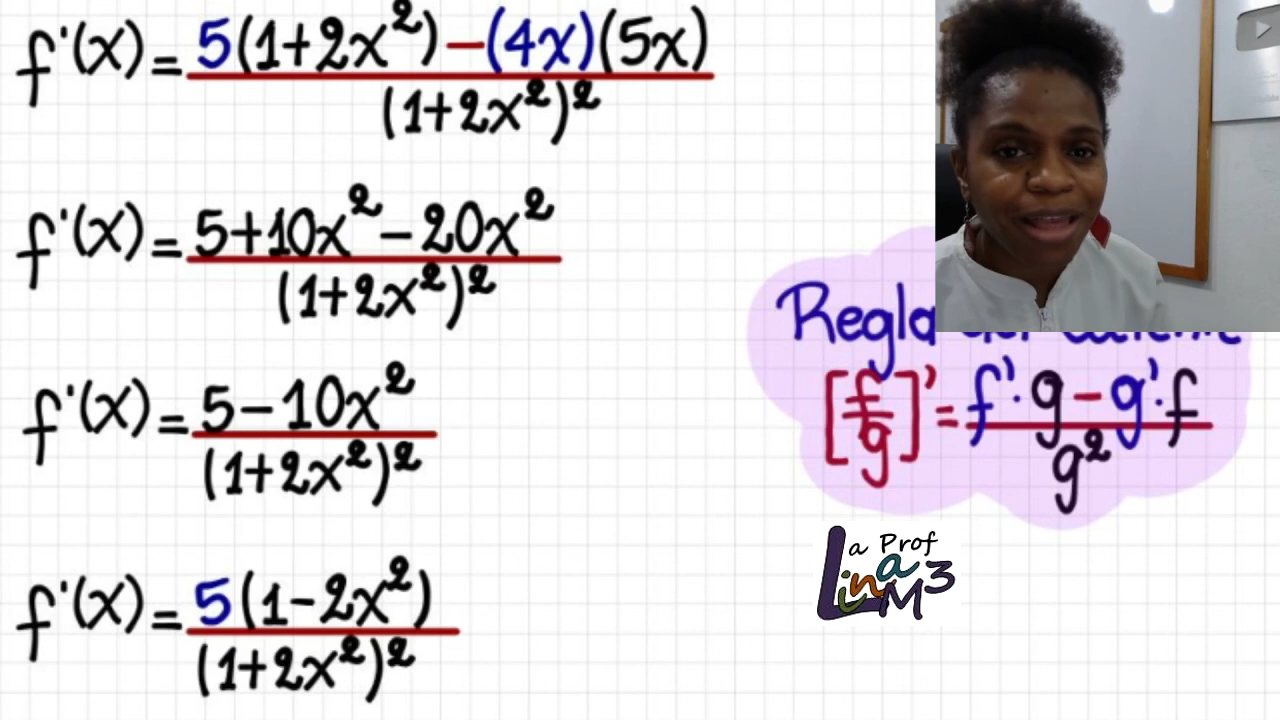 f'(x) = 5(1+2x²) − (4x)(5x)
(1+2x²)²
f'(x) = 5+10x² − 20x²
(1+2x²)²
f'(x) = 5 − 10x²
(1+2x²)²
f'(x) = 5(1−2x²)
(1+2x²)²
[f/g]' = f'·g − g'·f
g²
La Prof
Lina M3